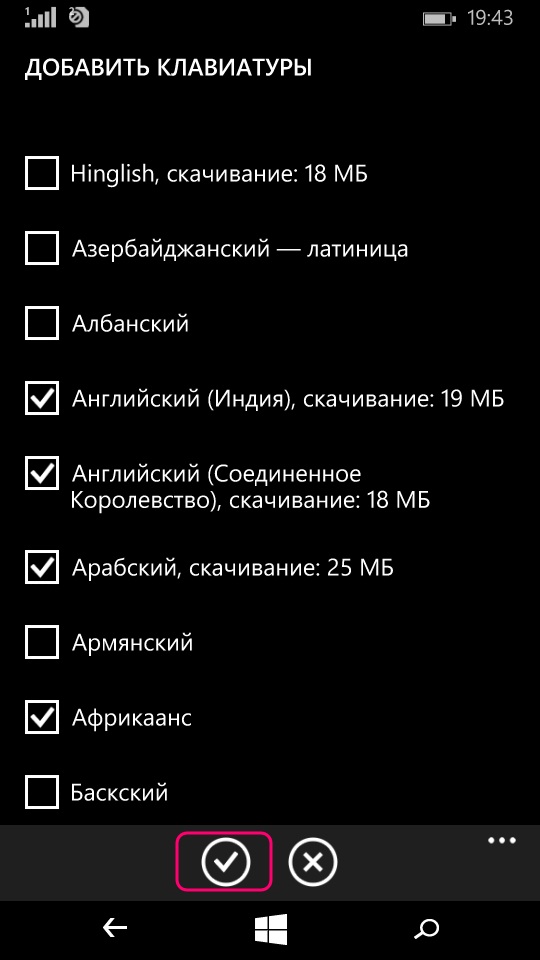 1
19:43
ДОБАВИТЬ КЛАВИАТУРЫ
Hinglish, скачивание: 18 МБ
Азербайджанский — латиница
Албанский
Английский (Индия), скачивание: 19 МБ
Английский (Соединенное
Королевство), скачивание: 18 МБ
Арабский, скачивание: 25 МБ
Армянский
Африкаанс
Баскский